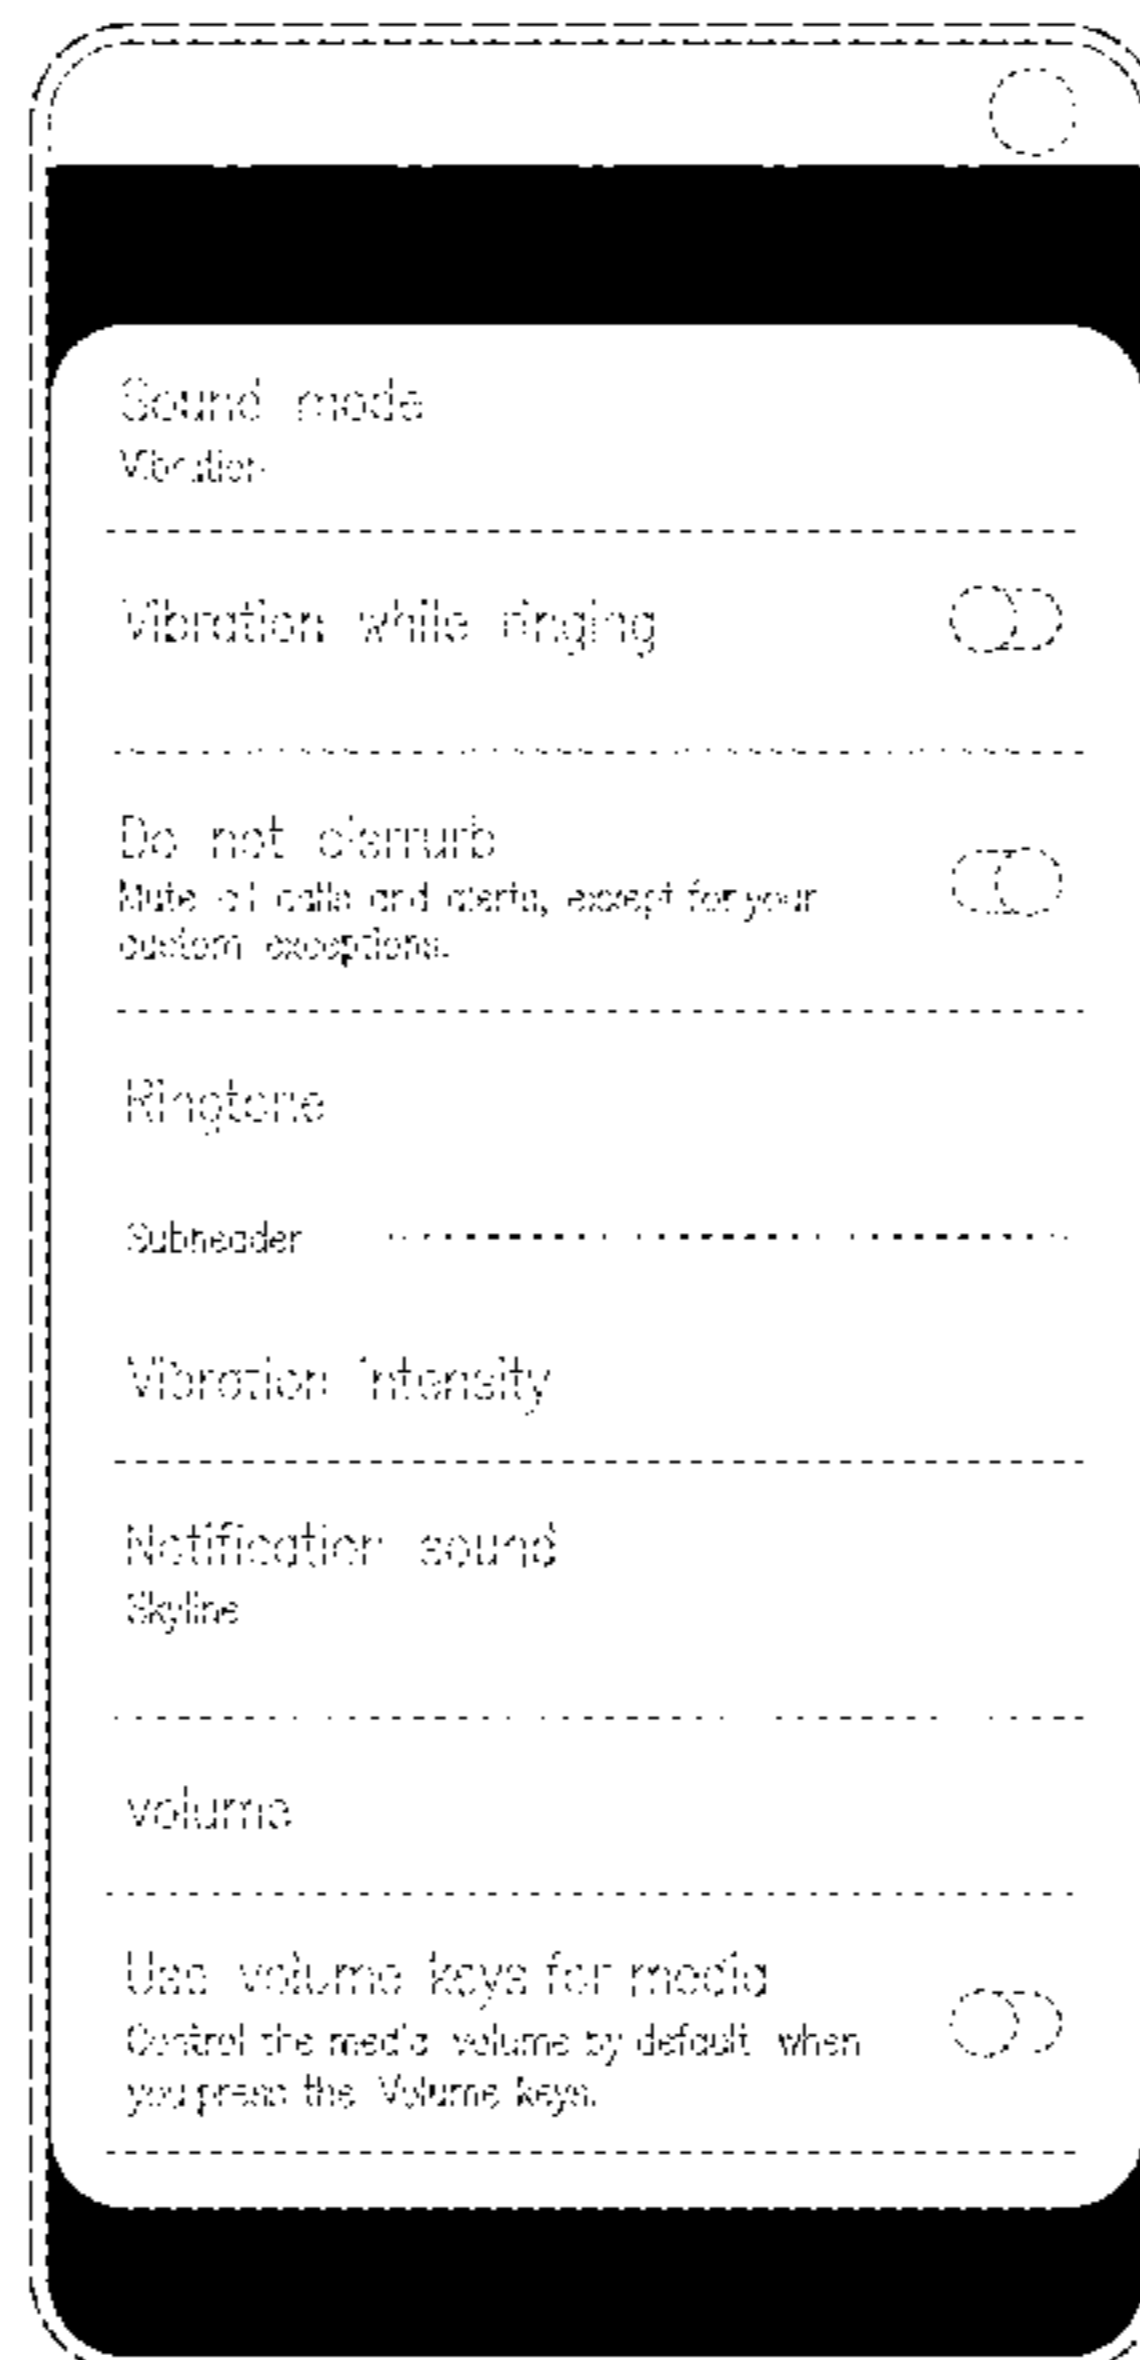 Sound mode
Vibration
Vibration while ringing
Do not disrrurb
Mute all calls and alerts, except for your
custom exceptions.
Ringtone
Subheader
Vibration intensity
Notification sound
Skyline
volume
Use volume keys for media
Control the media volume by default when
you press the Volume keys.